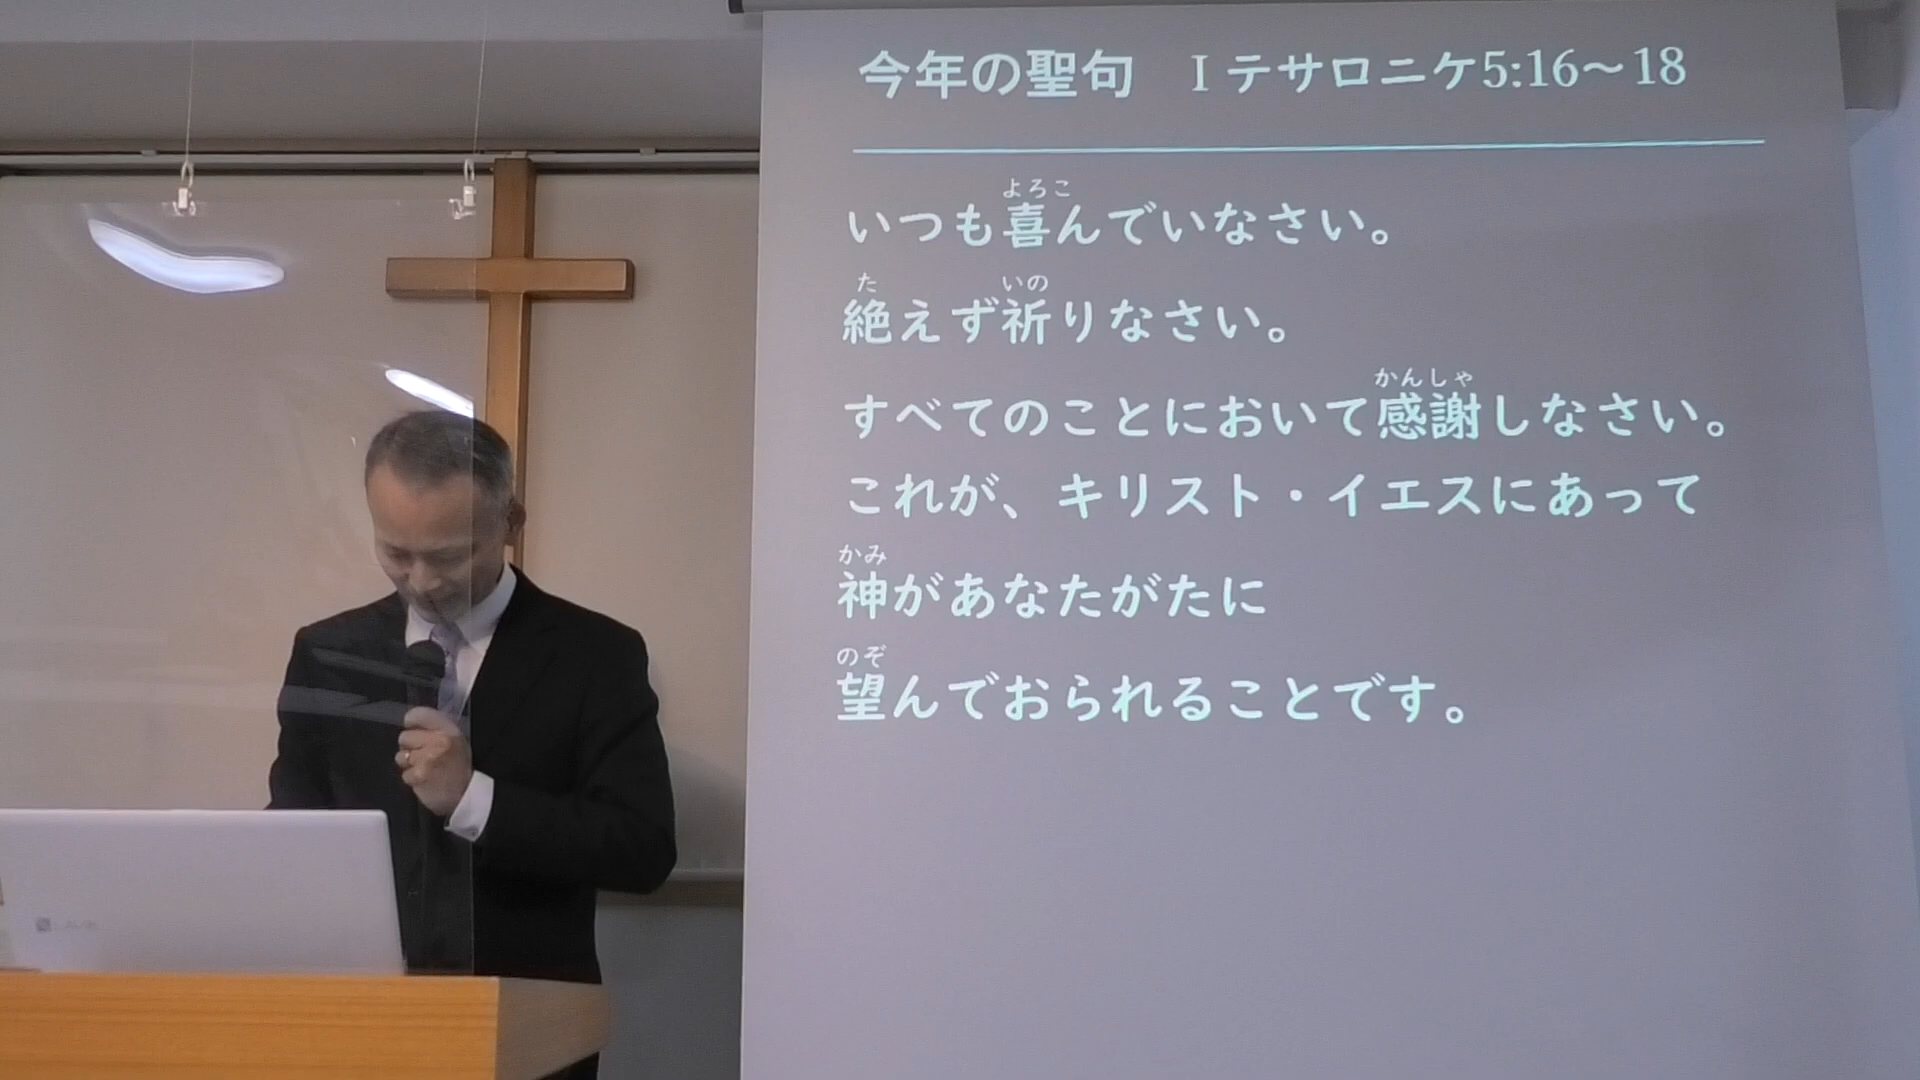 今年の聖句　Ⅰテサロニケ5:16～18
よろこ
いつも喜んでいなさい。
た　いの
絶えず祈りなさい。
かんしゃ
すべてのことにおいて感謝しなさい。
これが、キリスト・イエスにあって
かみ
神があなたがたに
のぞ
望んでおられることです。